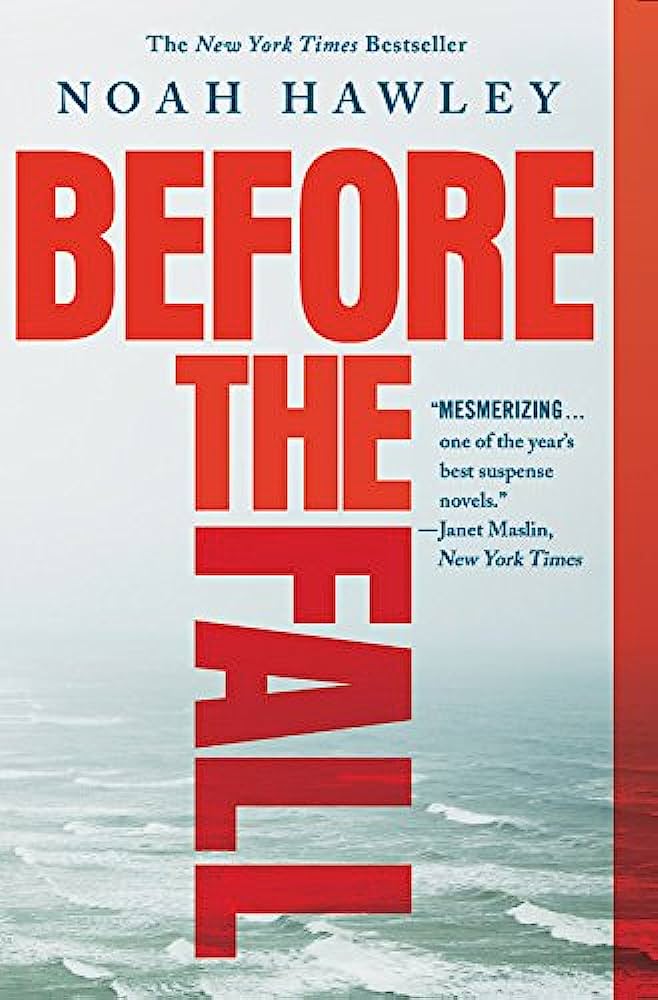 The New York Times Bestseller
NOAH HAWLEY
BEFORE
THE
FALL
“MESMERIZING...
one of the year’s
best suspense
novels.”
—Janet Maslin,
New York Times